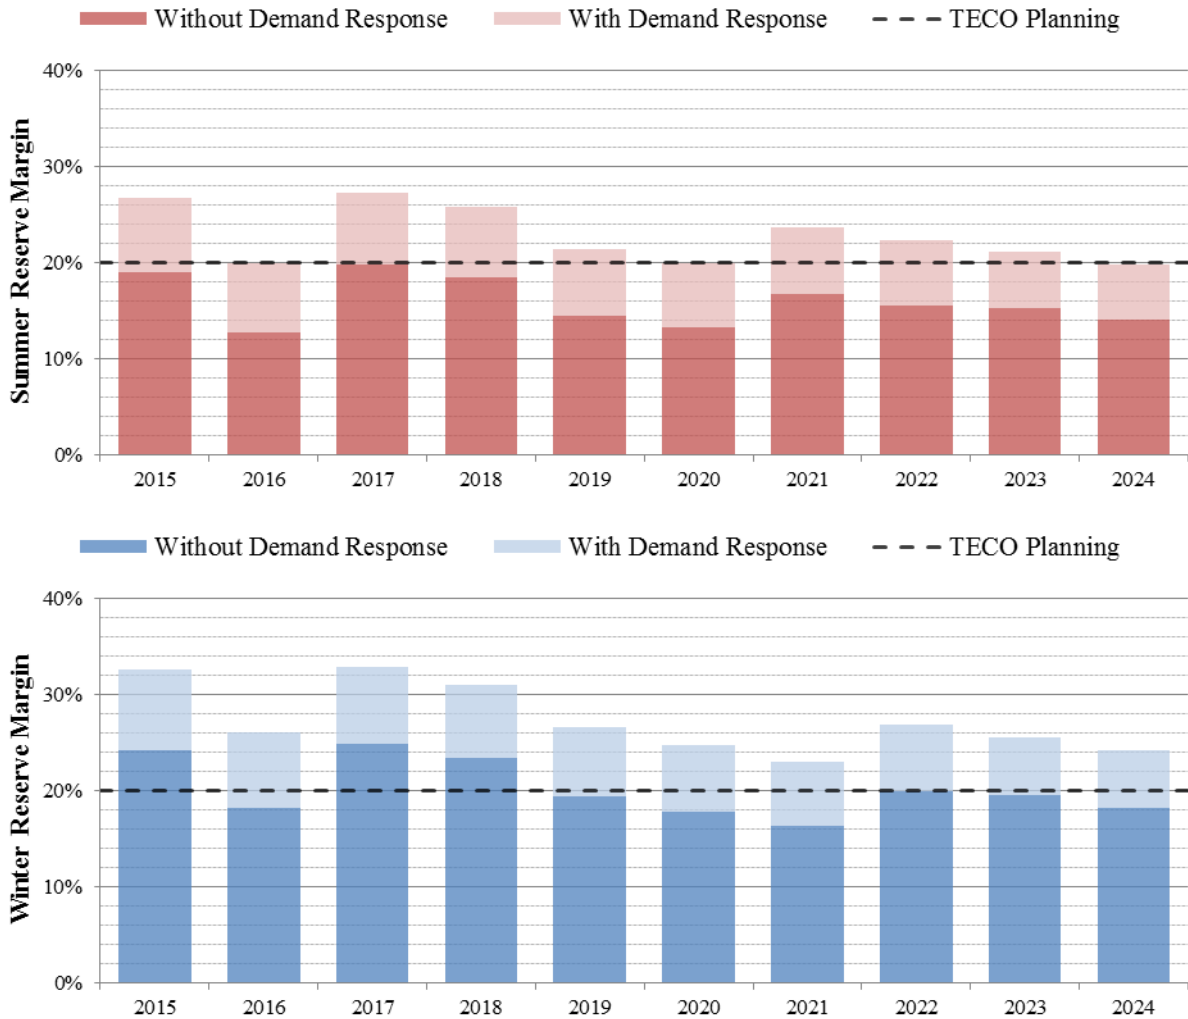 Without Demand Response With Demand Response TECO Planning
Summer Reserve Margin
40%
30%
20%
10%
0%
2015 2016 2017 2018 2019 2020 2021 2022 2023 2024
Without Demand Response With Demand Response TECO Planning
Winter Reserve Margin
40%
30%
20%
10%
0%
2015 2016 2017 2018 2019 2020 2021 2022 2023 2024